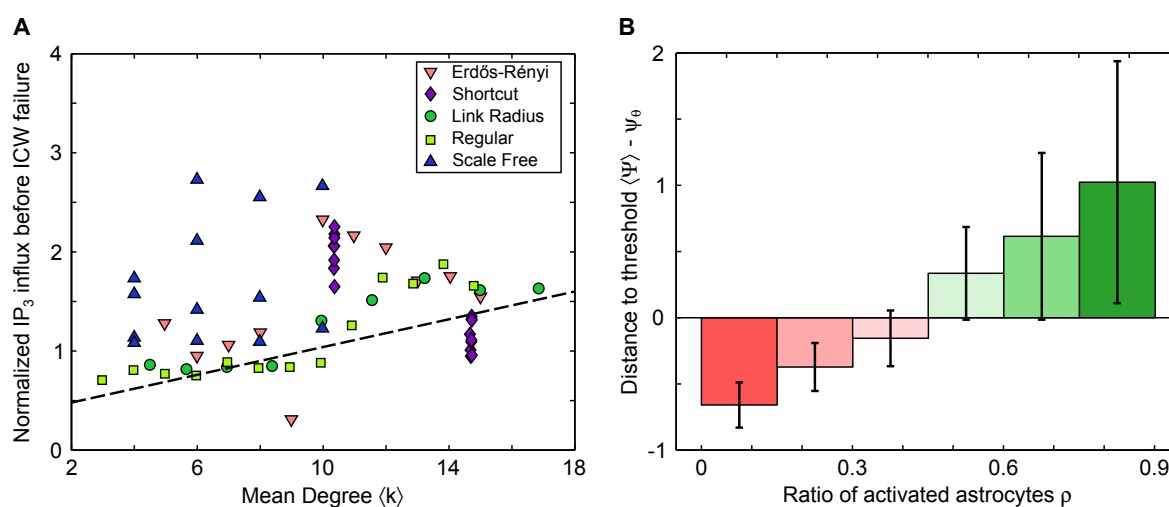 A
Normalized IP₃ influx before ICW failure
4
3
2
1
0
Erdős-Rényi
Shortcut
Link Radius
Regular
Scale Free
2
6
10
14
18
Mean Degree ⟨k⟩
B
Distance to threshold ⟨Ψ⟩ - ψ_θ
2
1
0
-1
0
0.3
0.6
0.9
Ratio of activated astrocytes ρ